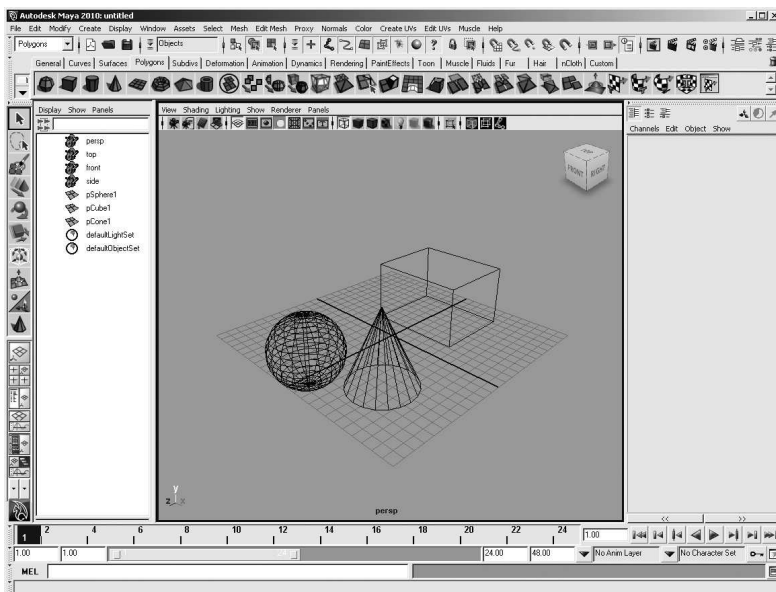 Autodesk Maya 2010: untitled
File Edit Modify Create Display Window Assets Select Mesh Edit Mesh Proxy Normals Color Create UVs Edit UVs Muscle Help
Polygons Objects
General Curves Surfaces Polygons Subdivs Deformation Animation Dynamics Rendering PaintEffects Toon Muscle Fluids Fur Hair nCloth Custom
Display Show Panels
View Shading Lighting Show Renderer Panels
Channels Edit Object Show
persp
top
front
side
pSphere1
pCube1
pCone1
defaultLightSet
defaultObjectSet
TOP
FRONT RIGHT
y
z x
persp
<< >>
1 2 4 6 8 10 12 14 16 18 20 22 24 1.00
1.00 1.00 1 24 24.00 48.00 No Anim Layer No Character Set
MEL